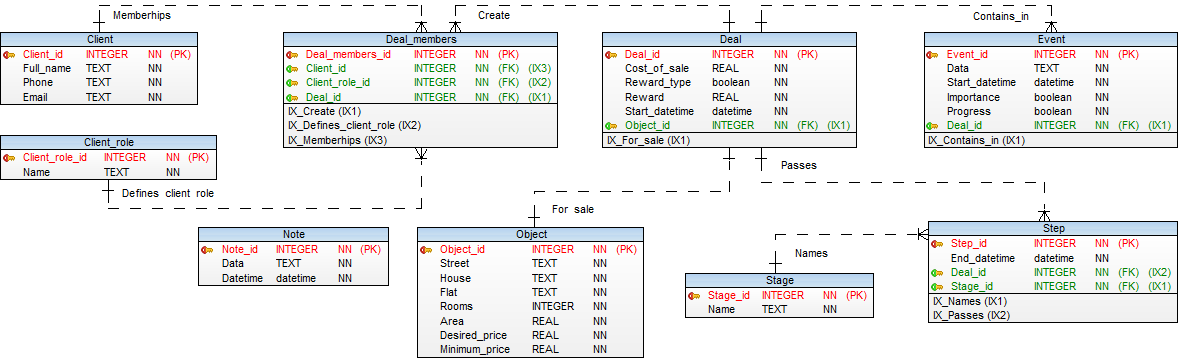 Memberhips
Create
Contains_in
Client
Client_id INTEGER NN (PK)
Full_name TEXT NN
Phone TEXT NN
Email TEXT NN
Deal_members
Deal_members_id INTEGER NN (PK)
Client_id INTEGER NN (FK) (IX3)
Client_role_id INTEGER NN (FK) (IX2)
Deal_id INTEGER NN (FK) (IX1)
IX_Create (IX1)
IX_Defines_client_role (IX2)
IX_Memberhips (IX3)
Deal
Deal_id INTEGER NN (PK)
Cost_of_sale REAL NN
Reward_type boolean NN
Reward REAL NN
Start_datetime datetime NN
Object_id INTEGER NN (FK) (IX1)
IX_For_sale (IX1)
Event
Event_id INTEGER NN (PK)
Data TEXT NN
Start_datetime datetime NN
Importance boolean NN
Progress boolean NN
Deal_id INTEGER NN (FK) (IX1)
IX_Contains_in (IX1)
Client_role
Client_role_id INTEGER NN (PK)
Name TEXT NN
Defines client role
Passes
For sale
Names
Note
Note_id INTEGER NN (PK)
Data TEXT NN
Datetime datetime NN
Object
Object_id INTEGER NN (PK)
Street TEXT NN
House TEXT NN
Flat TEXT NN
Rooms INTEGER NN
Area REAL NN
Desired_price REAL NN
Minimum_price REAL NN
Stage
Stage_id INTEGER NN (PK)
Name TEXT NN
Step
Step_id INTEGER NN (PK)
End_datetime datetime NN
Deal_id INTEGER NN (FK) (IX2)
Stage_id INTEGER NN (FK) (IX1)
IX_Names (IX1)
IX_Passes (IX2)